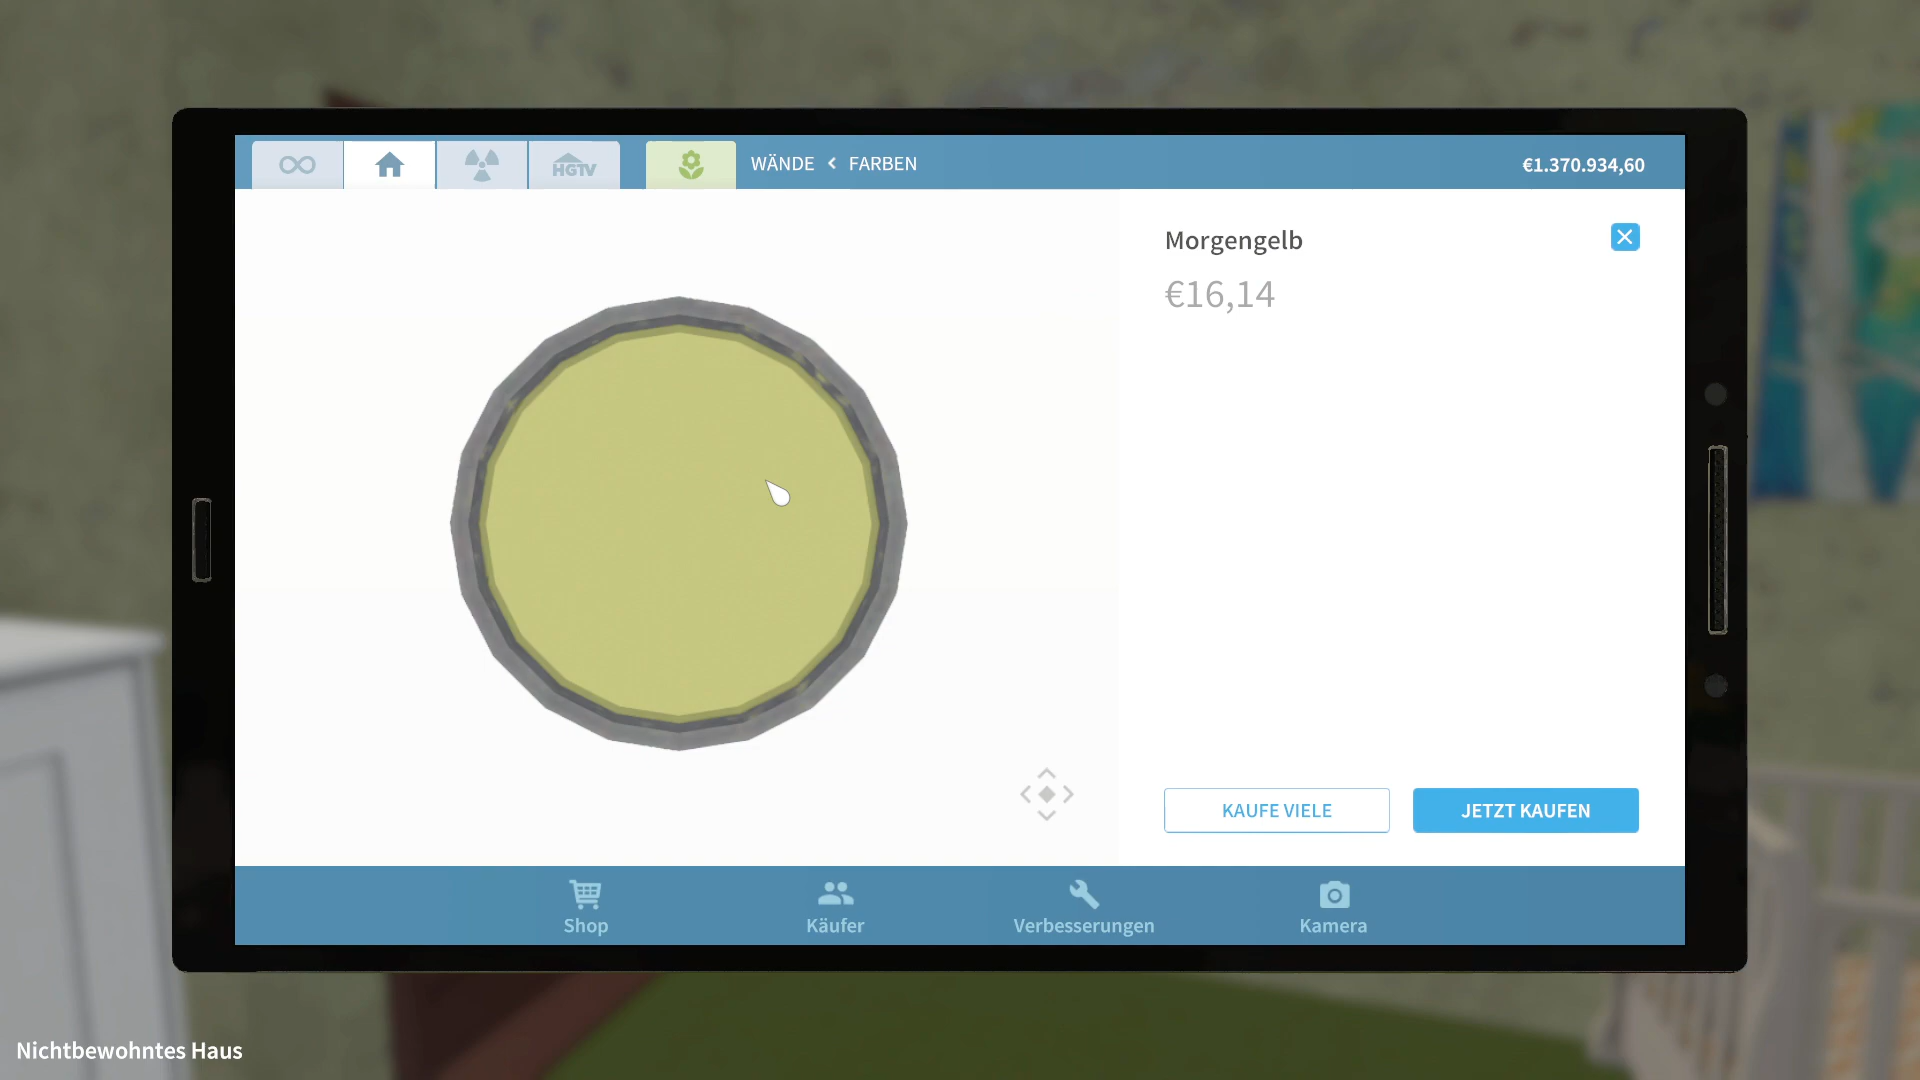 HGTV
WÄNDE < FARBEN
€1.370.934,60
Morgengelb
€16,14
KAUFE VIELE
JETZT KAUFEN
Shop
Käufer
Verbesserungen
Kamera
Nichtbewohntes Haus